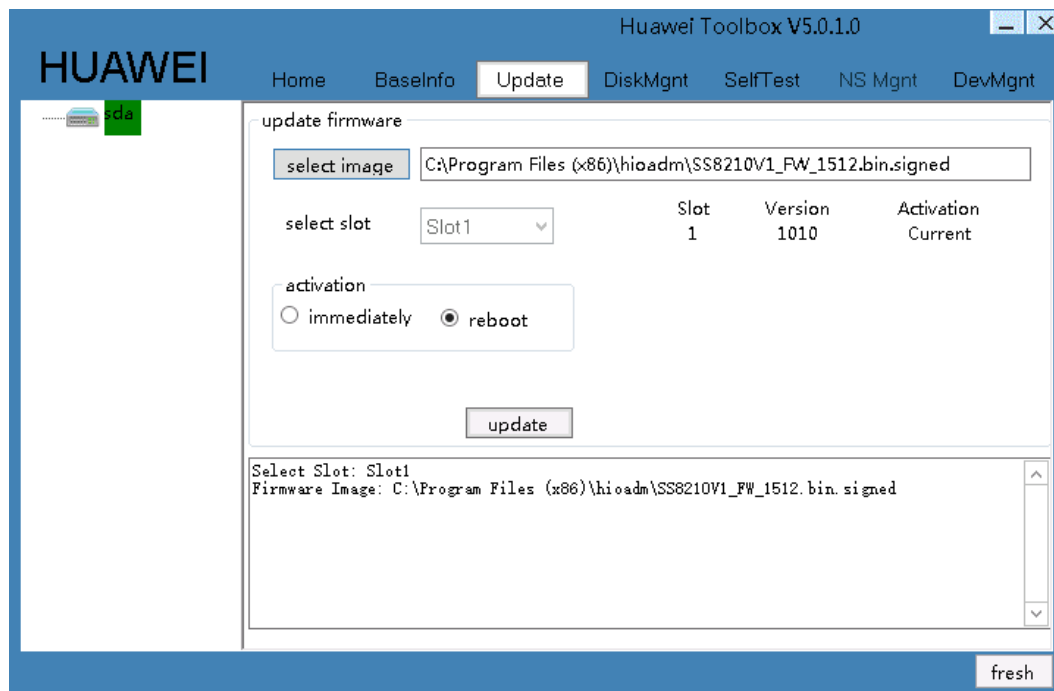 Huawei Toolbox V5.0.1.0
HUAWEI
Home BaseInfo Update DiskMgnt SelfTest NS Mgnt DevMgnt
sda
update firmware
select image C:\Program Files (x86)\hioadm\SS8210V1_FW_1512.bin.signed
select slot Slot1
Slot Version Activation
1 1010 Current
activation
immediately reboot
update
Select Slot: Slot1
Firmware Image: C:\Program Files (x86)\hioadm\SS8210V1_FW_1512.bin.signed
fresh